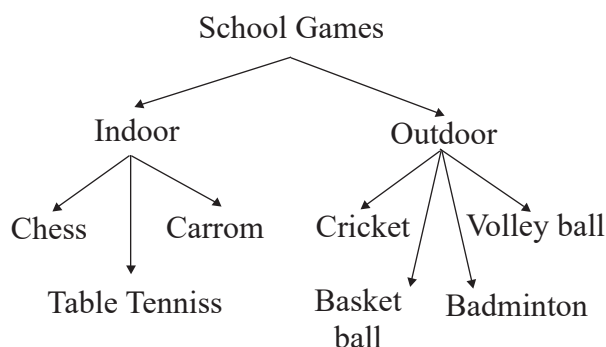 School Games
Indoor
Outdoor
Chess
Carrom
Cricket
Volley ball
Table Tenniss
Basket
ball
Badminton